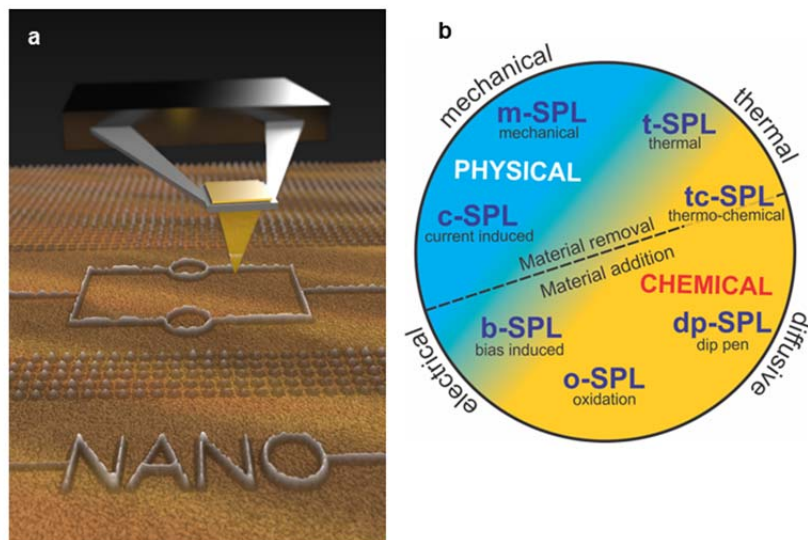 a
NANO
b
mechanical
thermal
m-SPL
mechanical
t-SPL
thermal
PHYSICAL
tc-SPL
thermo-chemical
c-SPL
current induced
Material removal
Material addition
CHEMICAL
b-SPL
bias induced
dp-SPL
dip pen
o-SPL
oxidation
electrical
diffusive